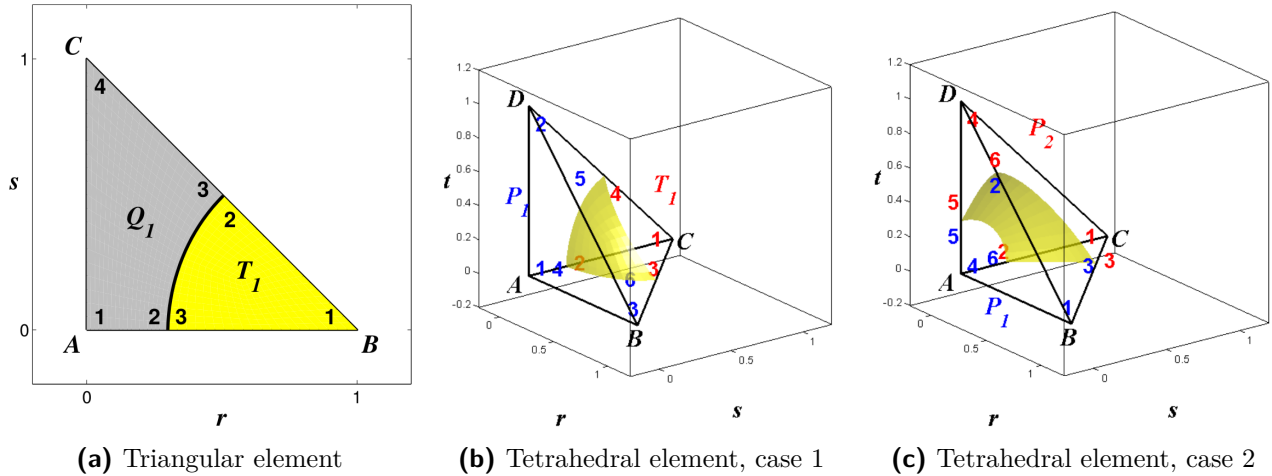 C
1
4
s
3
2
Q1
T1
1
2
3
1
0
A
B
0
1
r
(a) Triangular element
1.2
D
1
2
0.8
5
4
T1
0.6
t
P1
0.4
1
C
0.2
1
4
2
3
0
A
6
-0.2
3
B
0
0.5
1
0
0.5
1
r
s
(b) Tetrahedral element, case 1
1.2
D
1
4
P2
0.8
6
2
0.6
t
5
0.4
5
1
C
0.2
4
6
2
3
3
0
A
-0.2
P1
1
B
0
0.5
1
0
0.5
1
r
s
(c) Tetrahedral element, case 2